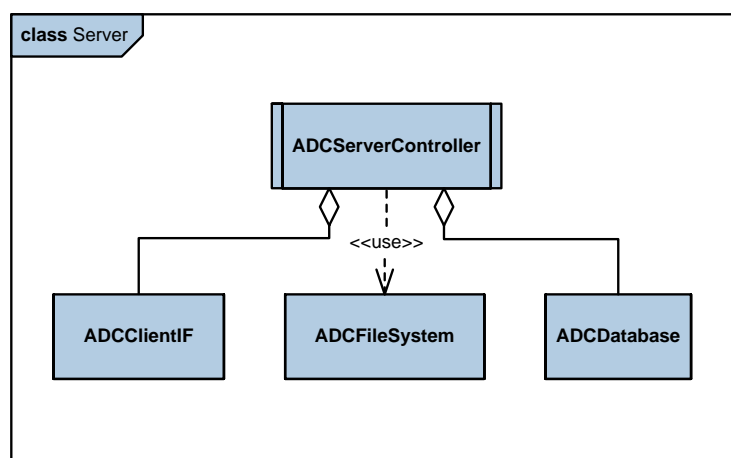 class Server
ADCServerController
<<use>>
ADCClientIF
ADCFileSystem
ADCDatabase